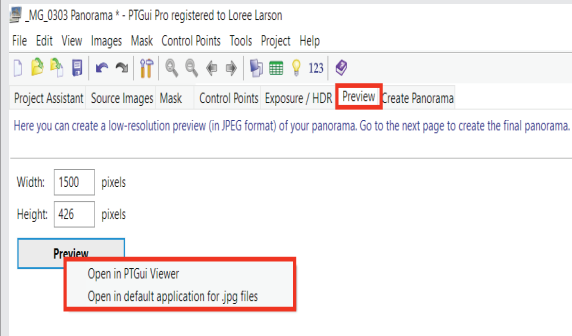 _MG_0303 Panorama * - PTGui Pro registered to Loree Larson
File Edit View Images Mask Control Points Tools Project Help
123
Project Assistant Source Images Mask Control Points Exposure / HDR Preview Create Panorama
Here you can create a low-resolution preview (in JPEG format) of your panorama. Go to the next page to create the final panorama.
Width: 1500 pixels
Height: 426 pixels
Preview
Open in PTGui Viewer
Open in default application for .jpg files